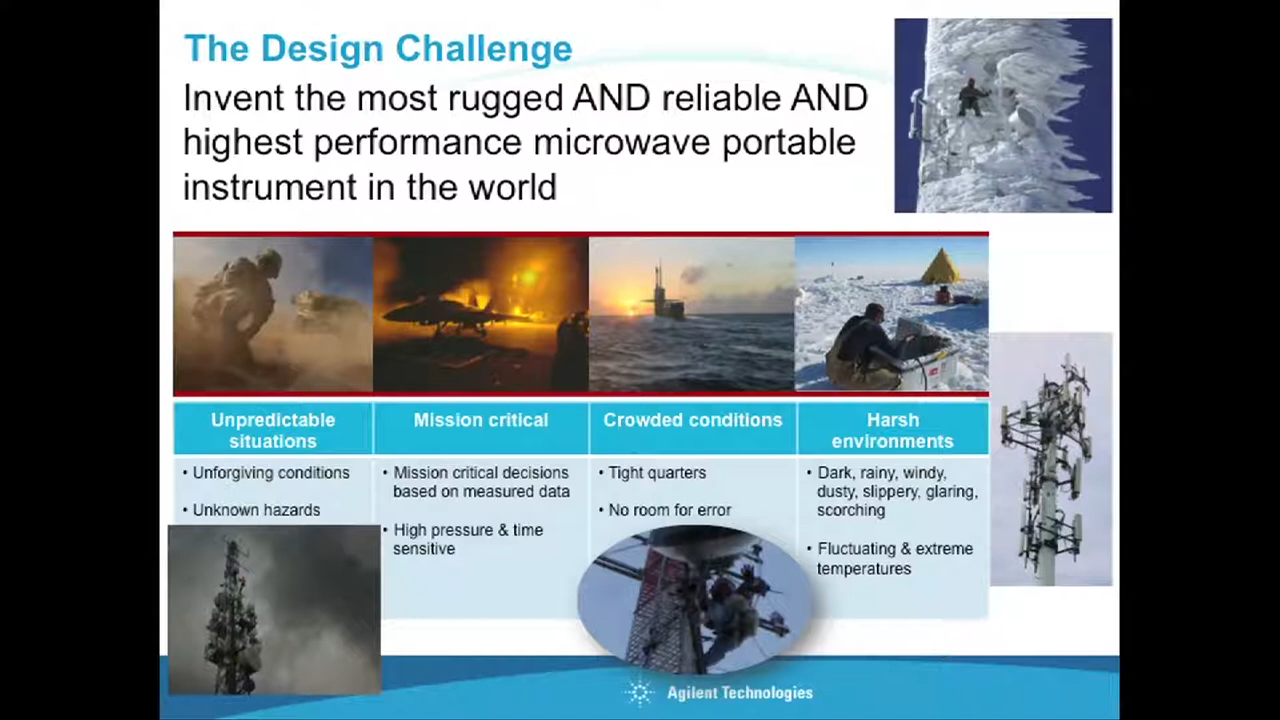 The Design Challenge
Invent the most rugged AND reliable AND
highest performance microwave portable
instrument in the world
Unpredictable
situations
• Unforgiving conditions
• Unknown hazards
Mission critical
• Mission critical decisions
based on measured data
• High pressure & time
sensitive
Crowded conditions
• Tight quarters
• No room for error
Harsh
environments
• Dark, rainy, windy,
dusty, slippery, glaring,
scorching
• Fluctuating & extreme
temperatures
Agilent Technologies